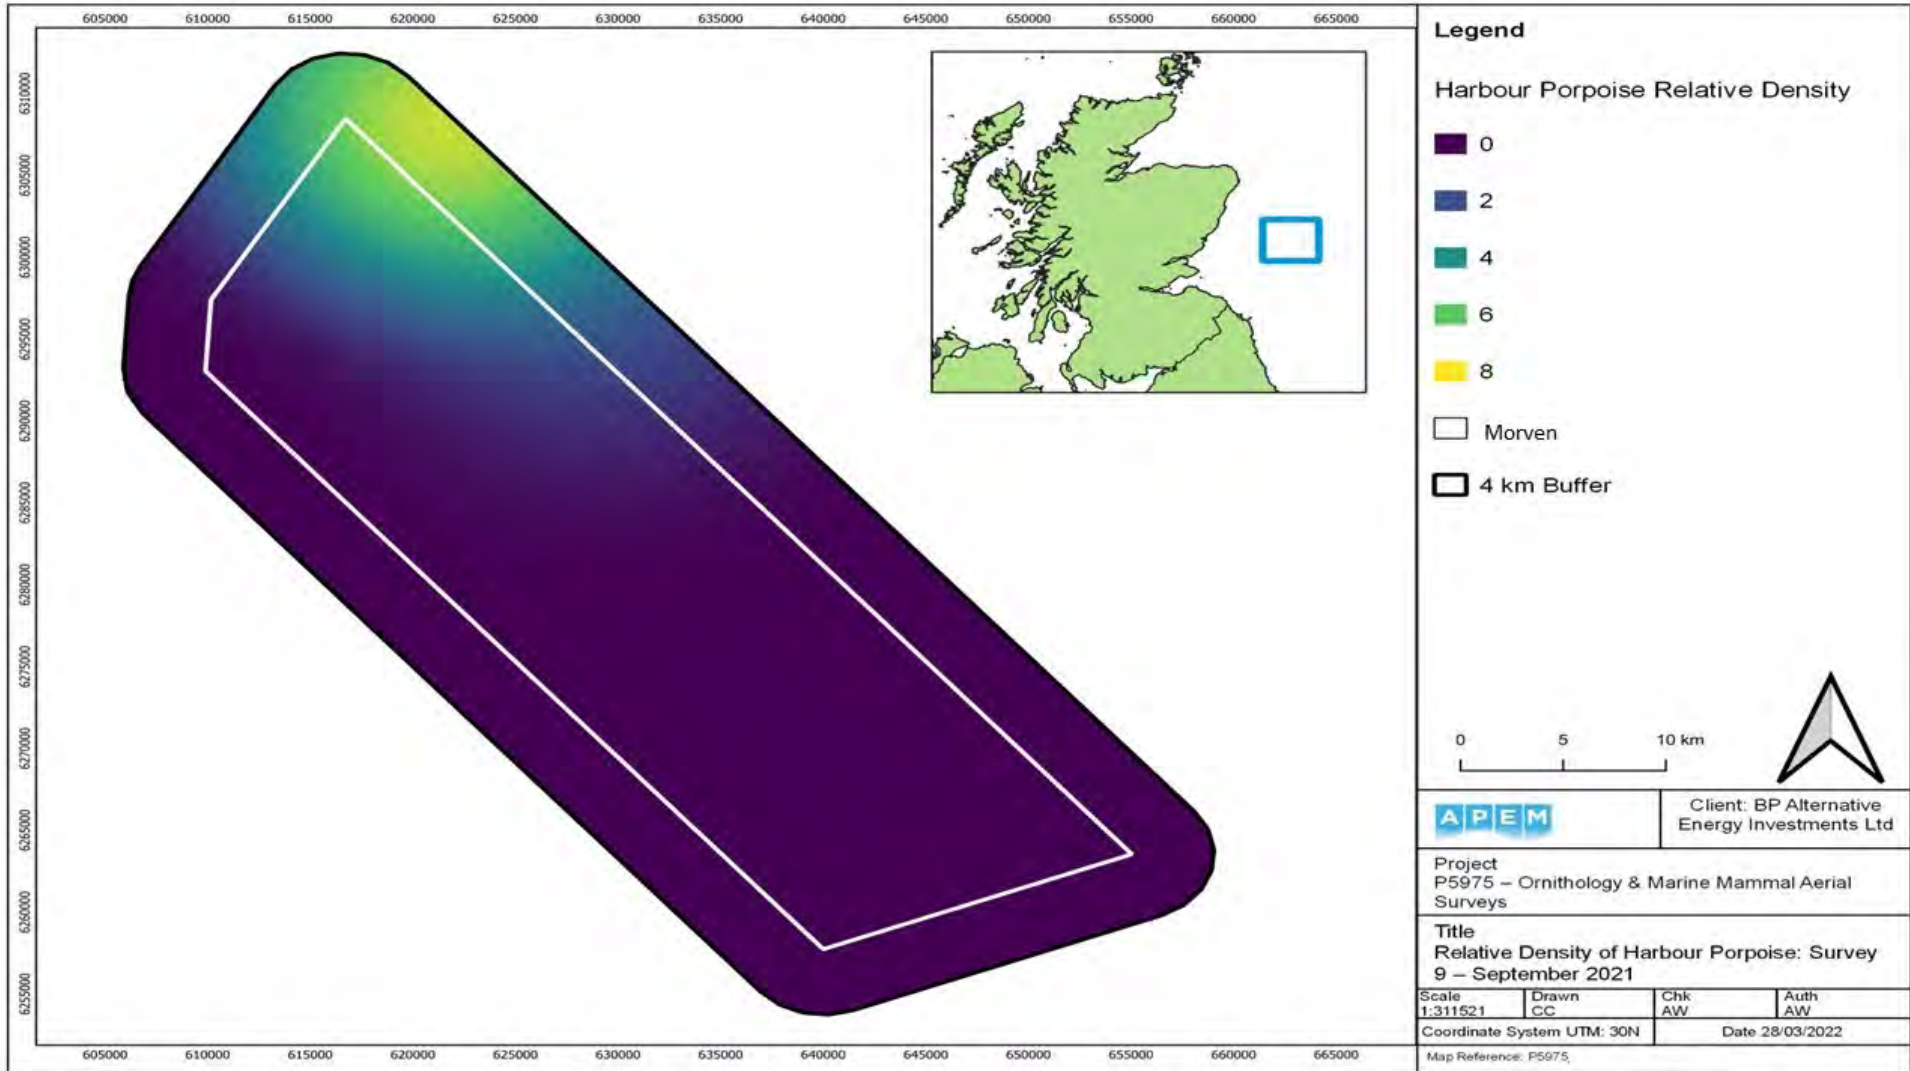 605000 610000 615000 620000 625000 630000 635000 640000 645000 650000 655000 660000 665000
6310000
6305000
6300000
6295000
6290000
6285000
6280000
6275000
6270000
6265000
6260000
6255000
605000 610000 615000 620000 625000 630000 635000 640000 645000 650000 655000 660000 665000
Legend
Harbour Porpoise Relative Density
0
2
4
6
8
Morven
4 km Buffer
0 5 10 km
APEM
Client: BP Alternative
Energy Investments Ltd
Project
P5975 – Ornithology & Marine Mammal Aerial
Surveys
Title
Relative Density of Harbour Porpoise: Survey
9 – September 2021
Scale Drawn Chk Auth
1:311521 CC AW AW
Coordinate System UTM: 30N Date 28/03/2022
Map Reference: P5975